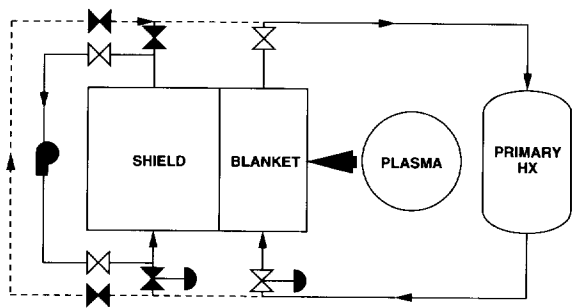 SHIELD
BLANKET
PLASMA
PRIMARY
HX